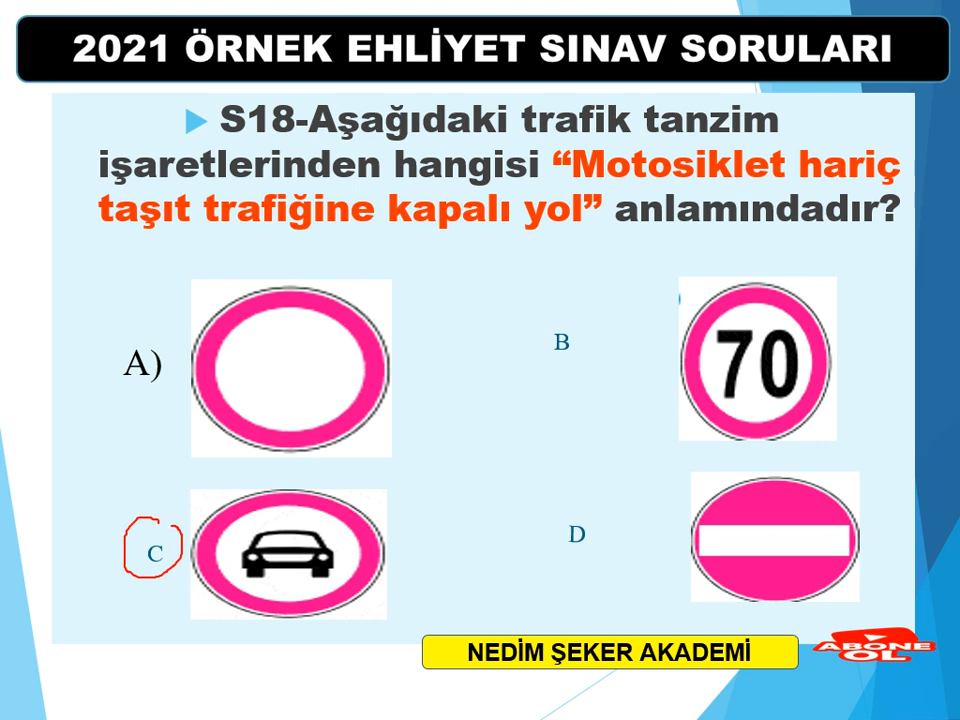 2021 ÖRNEK EHLİYET SINAV SORULARI
S18-Aşağıdaki trafik tanzim
işaretlerinden hangisi “Motosiklet hariç
taşıt trafiğine kapalı yol” anlamındadır?
A)
B
70
C
D
NEDİM ŞEKER AKADEMİ
ABONE
OL